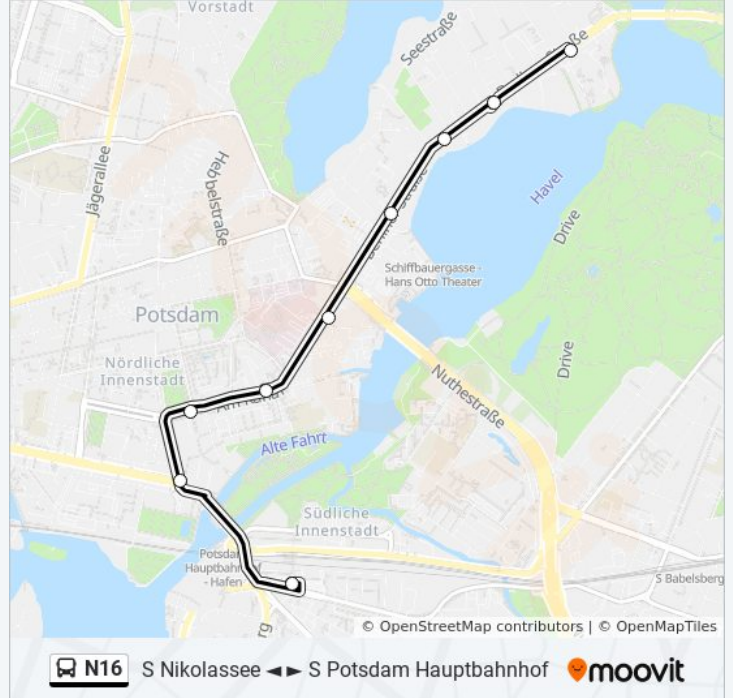 Vorstadt
Seestraße
Straße
Jägerallee
Hebbelstraße
Havel
Drive
Schiffbauergasse -
Hans Otto Theater
Potsdam
Nördliche
Innenstadt
Drive
Nuthestraße
Alte Fahrt
Südliche
Innenstadt
Hauptbahnhof
- Hafen
S Babelsberg
© OpenStreetMap contributors | © OpenMapTiles
N16 S Nikolassee ◄ ► S Potsdam Hauptbahnhof moovit